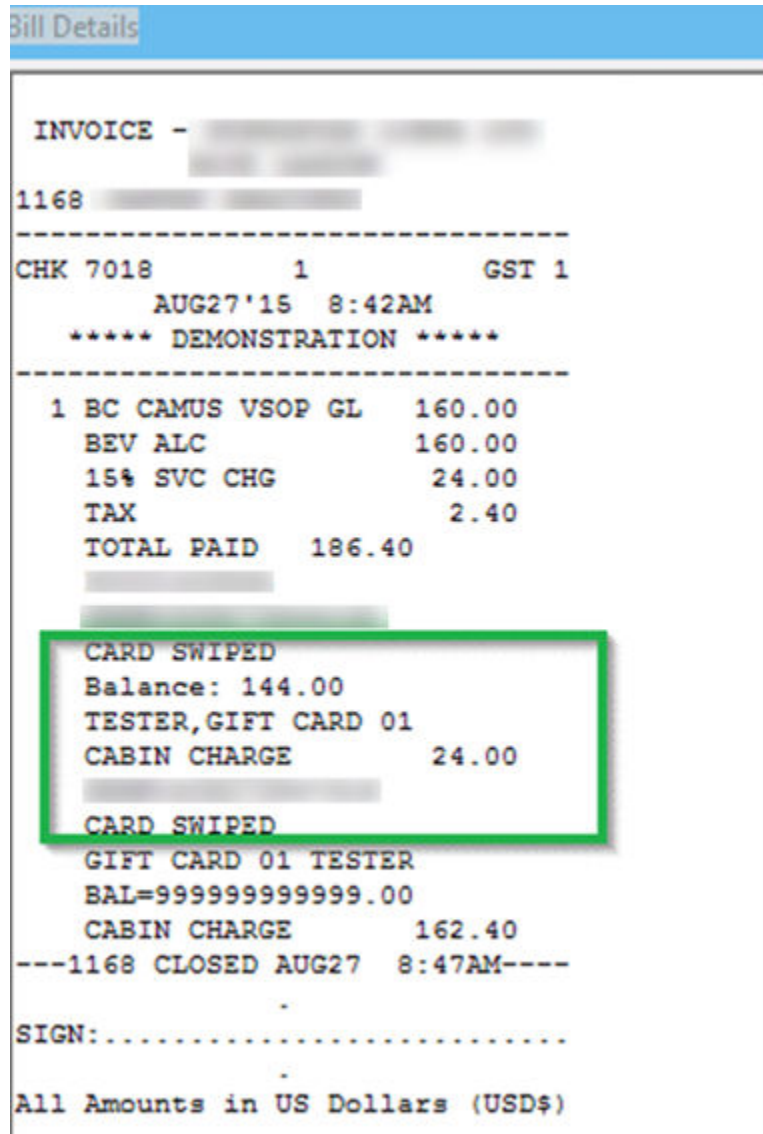 Bill Details
INVOICE -
1168
--------------------------------
CHK 7018 1 GST 1
AUG27'15 8:42AM
***** DEMONSTRATION *****
--------------------------------
1 BC CAMUS VSOP GL 160.00
BEV ALC 160.00
15% SVC CHG 24.00
TAX 2.40
TOTAL PAID 186.40
CARD SWIPED
Balance: 144.00
TESTER,GIFT CARD 01
CABIN CHARGE 24.00
CARD SWIPED
GIFT CARD 01 TESTER
BAL=999999999999.00
CABIN CHARGE 162.40
---1168 CLOSED AUG27 8:47AM----
.
SIGN:...........................
.
All Amounts in US Dollars (USD$)